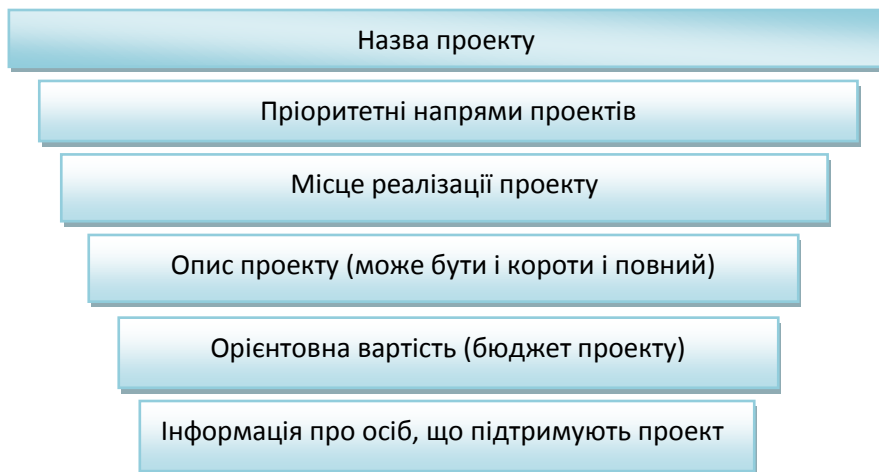 Назва проекту
Пріоритетні напрями проектів
Місце реалізації проекту
Опис проекту (може бути і короти і повний)
Орієнтовна вартість (бюджет проекту)
Інформація про осіб, що підтримують проект